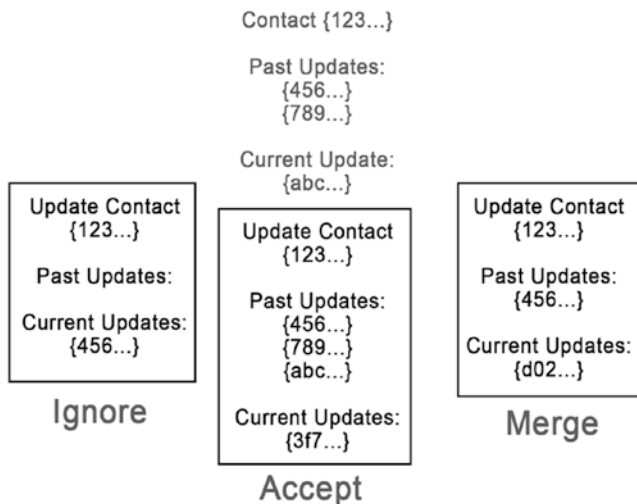 Contact {123...}
Past Updates:
{456...}
{789...}
Current Update:
{abc...}
Update Contact
{123...}
Past Updates:
Current Updates:
{456...}
Ignore
Update Contact
{123...}
Past Updates:
{456...}
{789...}
{abc...}
Current Updates:
{3f7...}
Accept
Update Contact
{123...}
Past Updates:
{456...}
Current Updates:
{d02...}
Merge